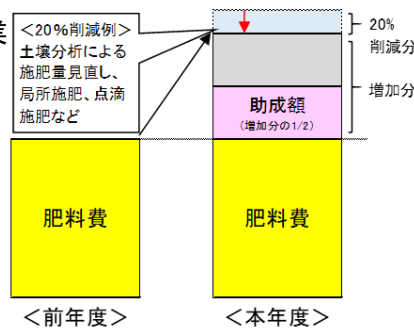 業
＜20%削減例＞
土壌分析による
施肥量見直し、
局所施肥、点滴
施肥など
20%
削減分
増加分
助成額
（増加分の1/2）
肥料費
肥料費
＜前年度＞
＜本年度＞